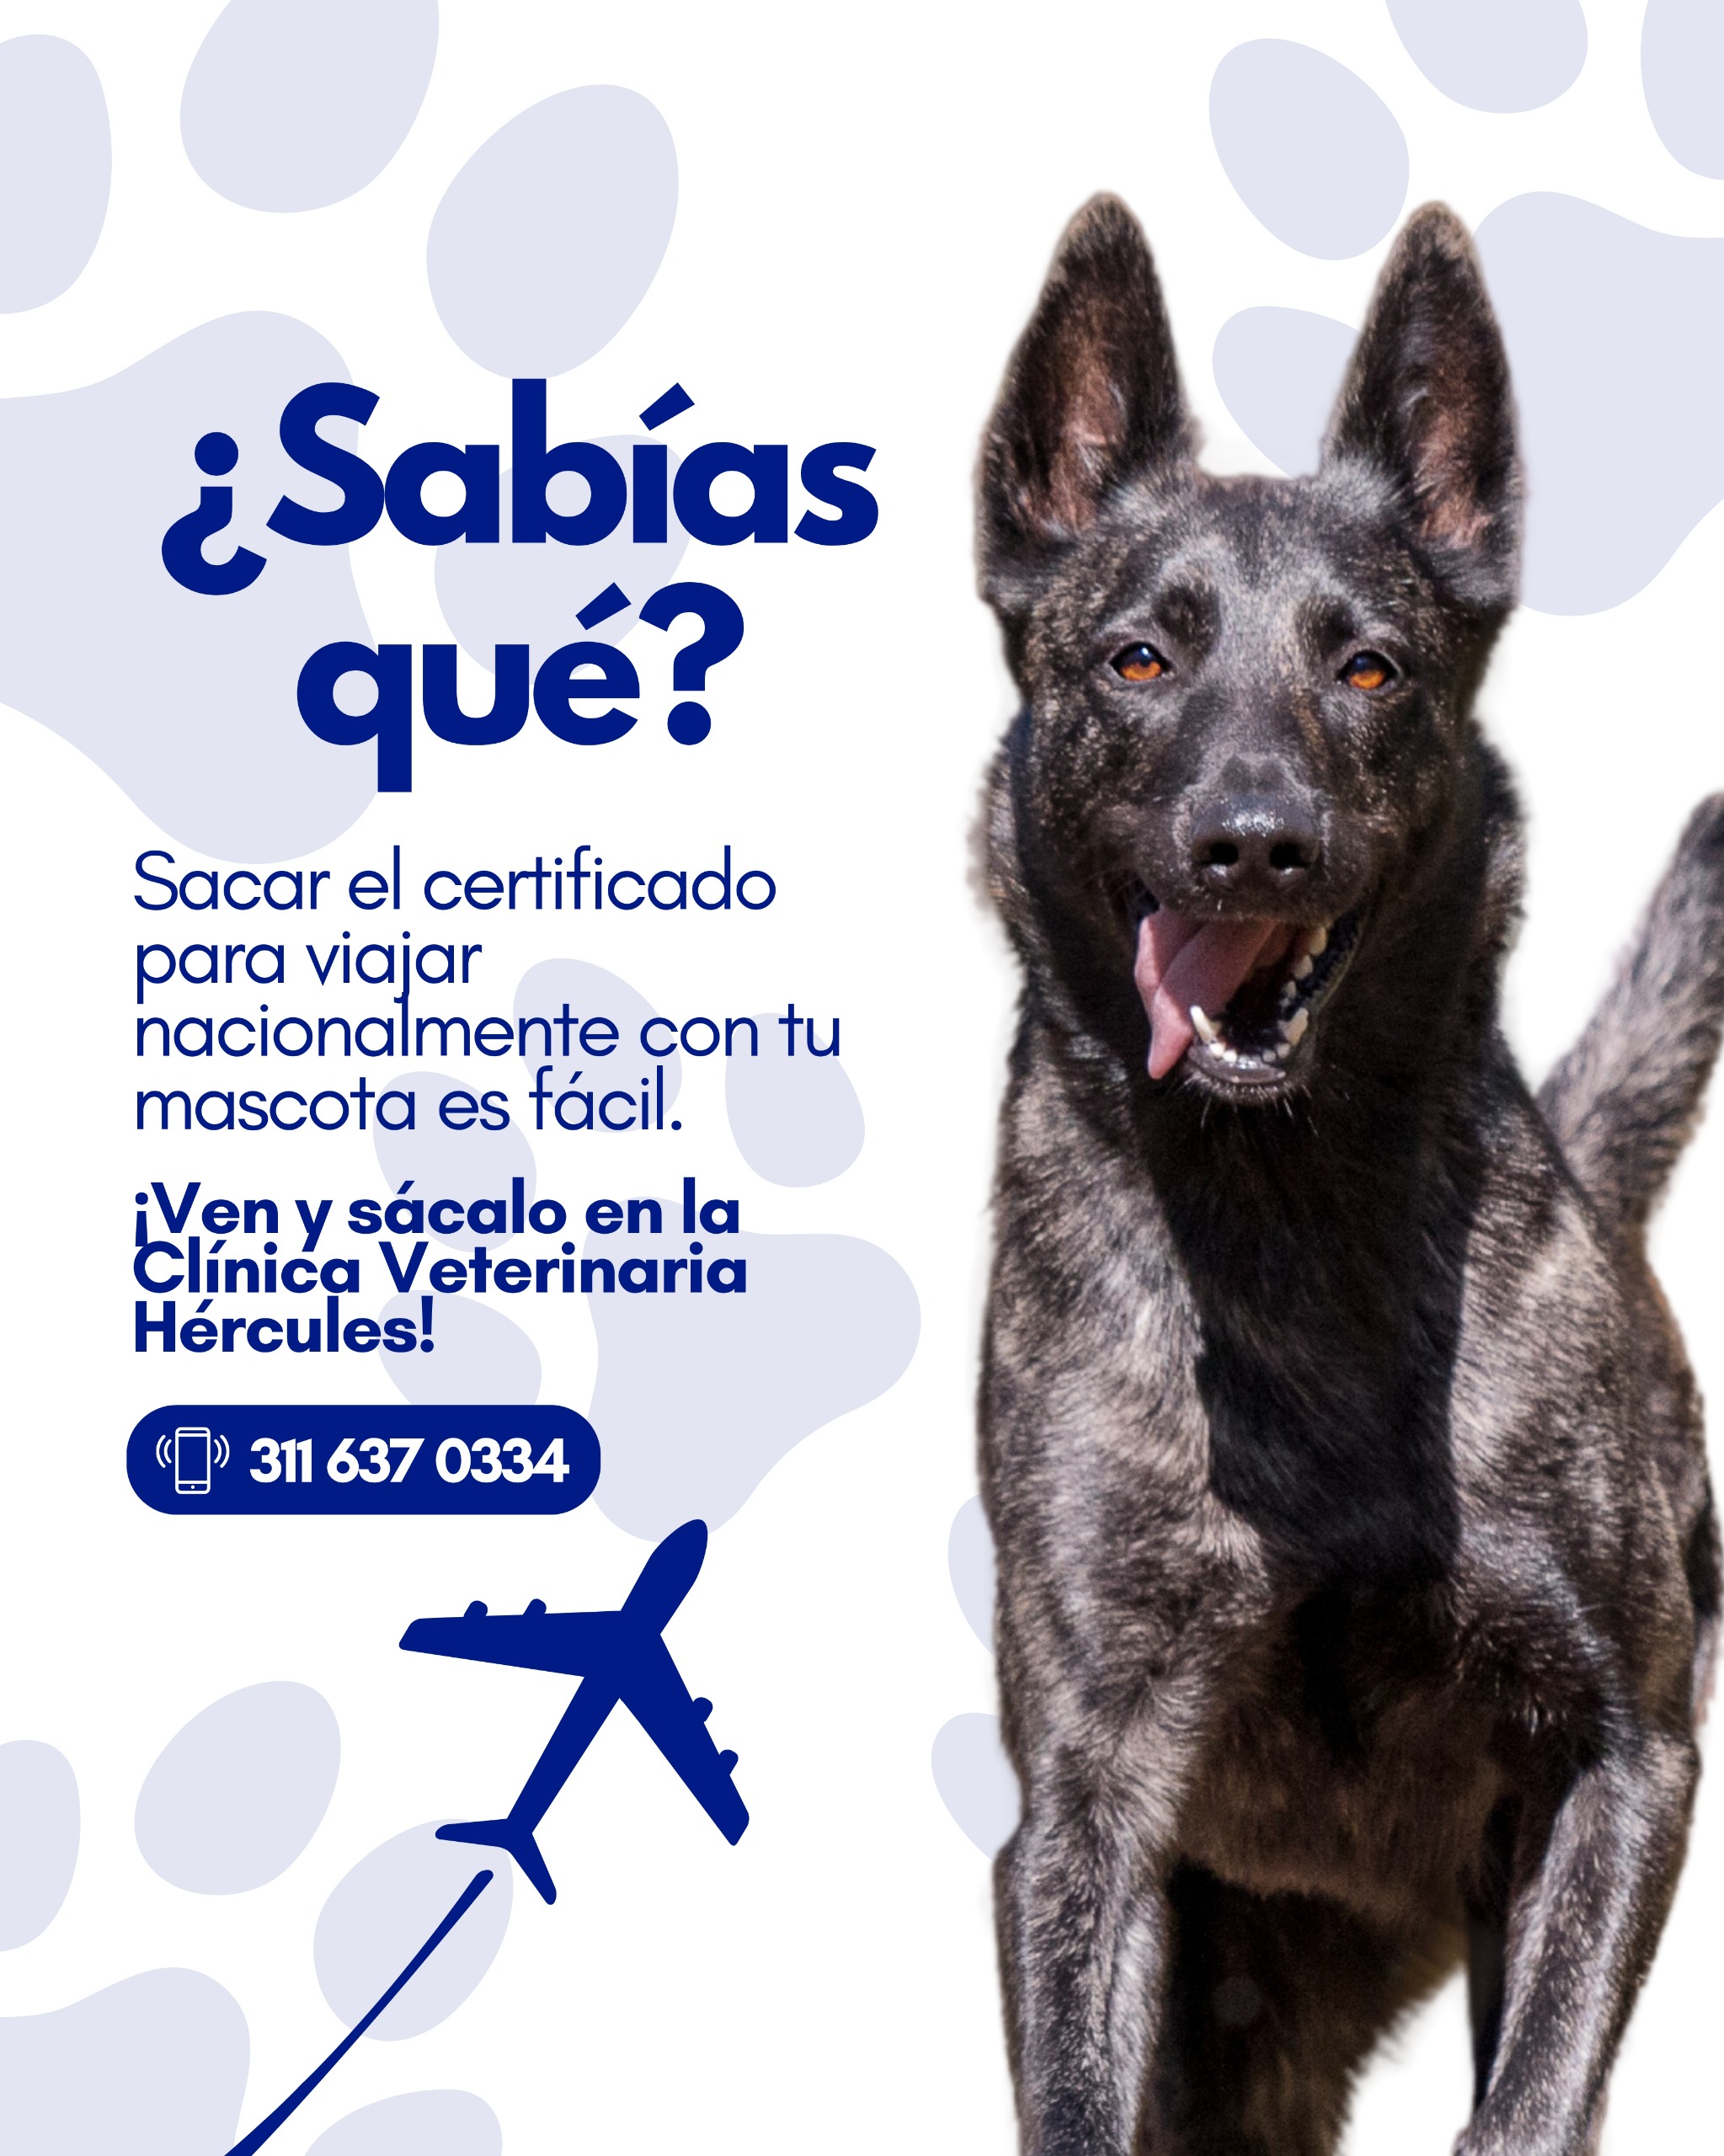 ¿Sabías
qué?
Sacar el certificado
para viajar
nacionalmente con tu
mascota es fácil.
¡Ven y sácalo en la
Clínica Veterinaria
Hércules!
311 637 0334